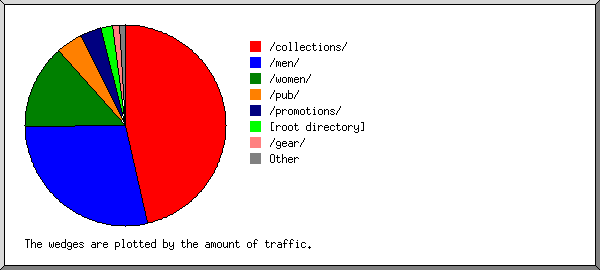 /collections/
/men/
/women/
/pub/
/promotions/
[root directory]
/gear/
Other
The wedges are plotted by the amount of traffic.